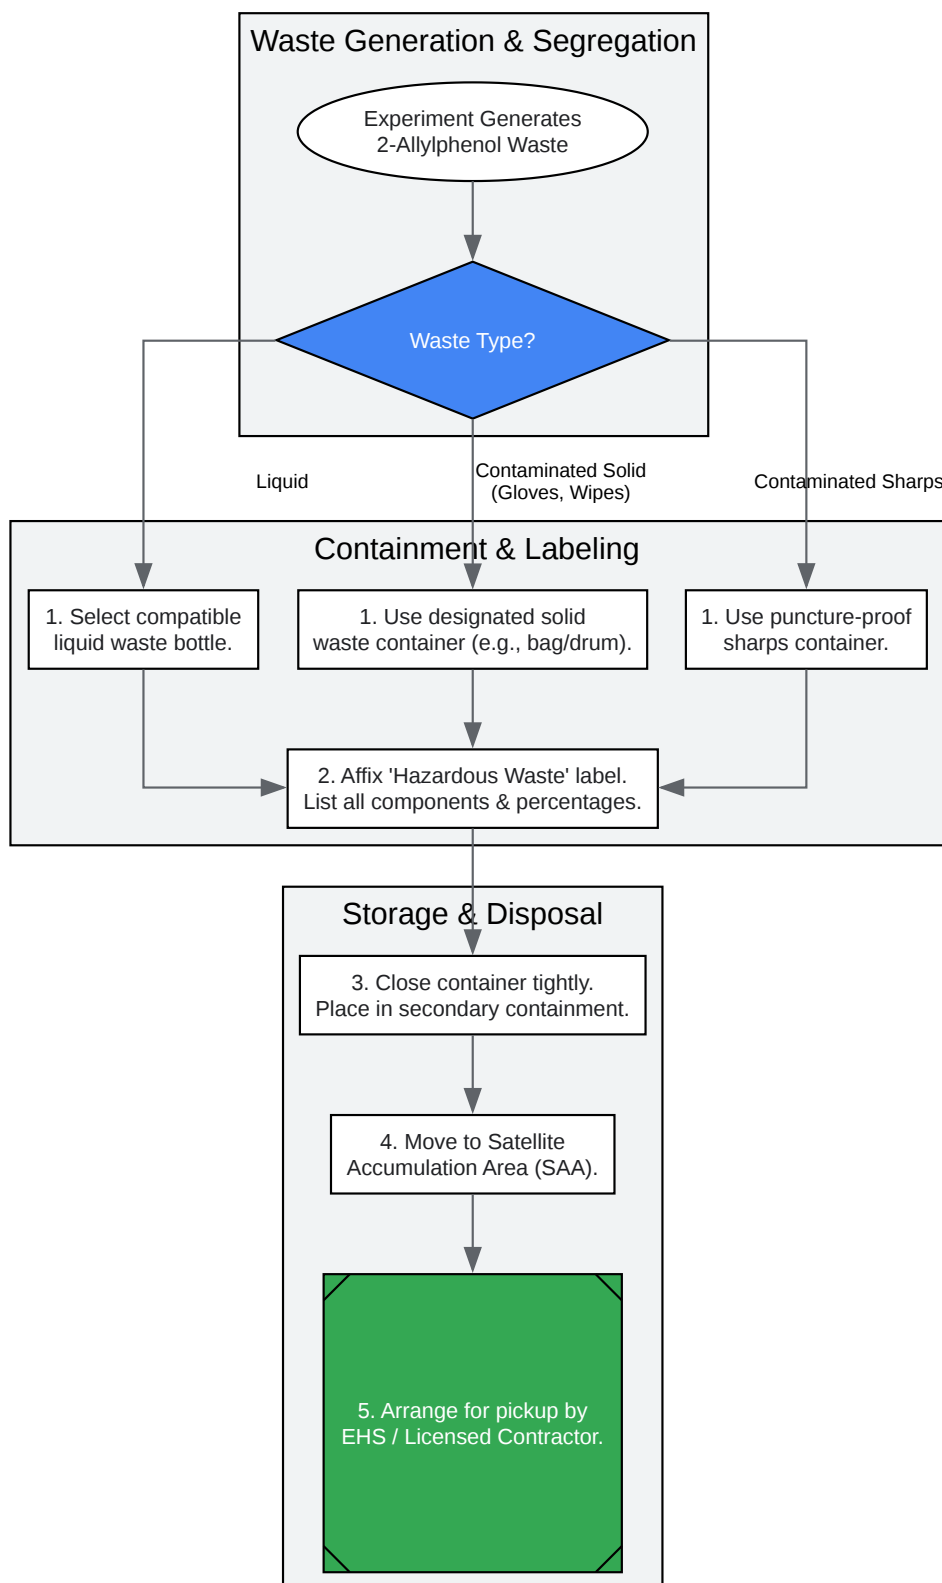 Waste Generation & Segregation
Experiment Generates
2-Allylphenol Waste
Waste Type?
Liquid
Contaminated Solid
(Gloves, Wipes)
Contaminated Sharps
Containment & Labeling
1. Select compatible
liquid waste bottle.
1. Use designated solid
waste container (e.g., bag/drum).
1. Use puncture-proof
sharps container.
2. Affix 'Hazardous Waste' label.
List all components & percentages.
Storage & Disposal
3. Close container tightly.
Place in secondary containment.
4. Move to Satellite
Accumulation Area (SAA).
5. Arrange for pickup by
EHS / Licensed Contractor.